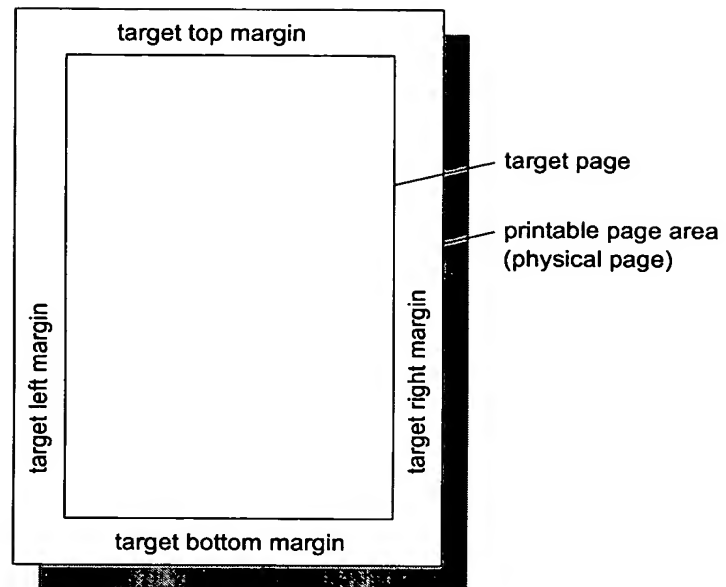 target top margin
target page
printable page area
(physical page)
target left margin
target right margin
target bottom margin